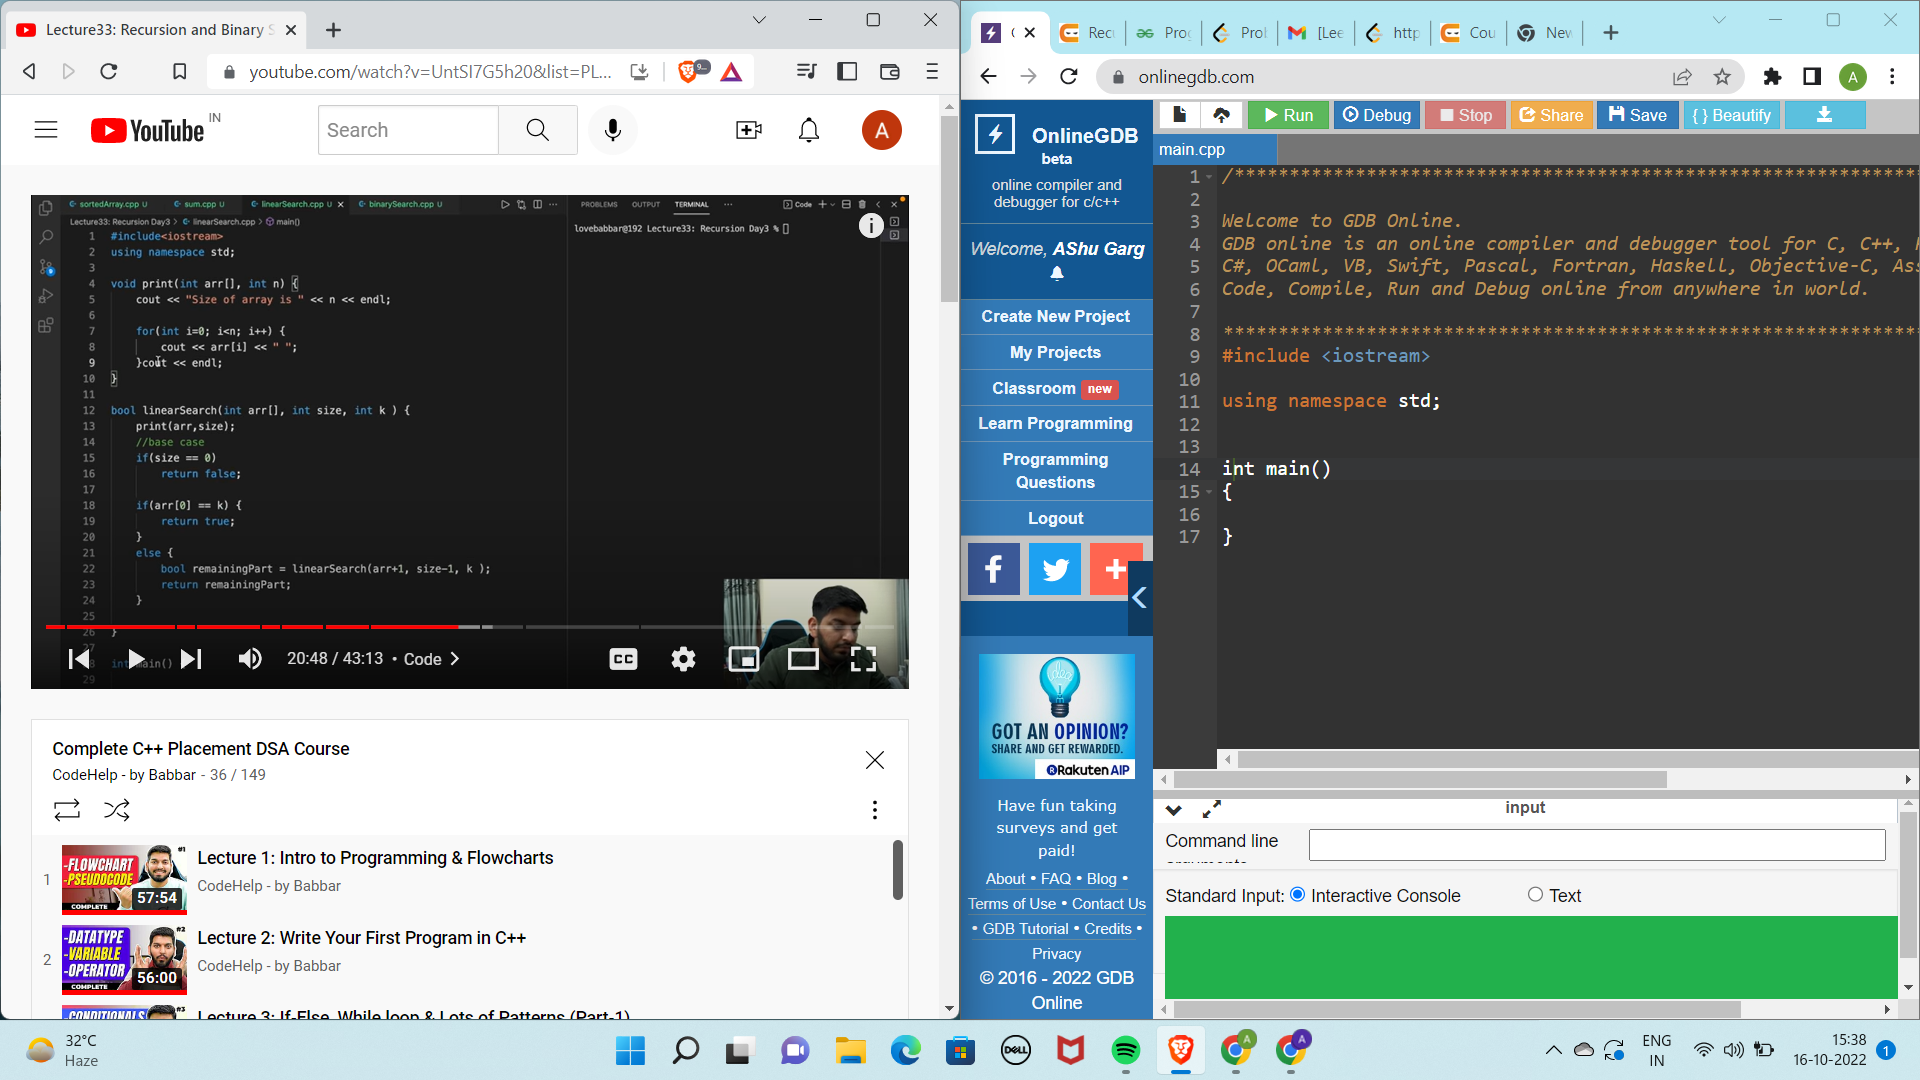 Lecture33: Recursion and Binary S
youtube.com/watch?v=UntSI7G5h20&list=PL...
YouTube IN
Search
A
sortedArray.cpp U
sum.cpp U
linearSearch.cpp U
binarySearch.cpp U
Lecture33: Recursion Day3 > linearSearch.cpp > main()
1 #include<iostream>
2 using namespace std;
3
4 void print(int arr[], int n) {
5 cout << "Size of array is " << n << endl;
6
7 for(int i=0; i<n; i++) {
8 cout << arr[i] << " ";
9 }cout << endl;
10 }
11
12 bool linearSearch(int arr[], int size, int k ) {
13 print(arr,size);
14 //base case
15 if(size == 0)
16 return false;
17
18 if(arr[0] == k) {
19 return true;
20 }
21 else {
22 bool remainingPart = linearSearch(arr+1, size-1, k );
23 return remainingPart;
24 }
25
26 }
27
int main()
29
PROBLEMS OUTPUT TERMINAL ... Code
lovebabbar@192 Lecture33: Recursion Day3 %
20:48 / 43:13 • Code
CC
Complete C++ Placement DSA Course
CodeHelp - by Babbar - 36 / 149
1
-FLOWCHART
-PSEUDOCODE
COMPLETE
#1
57:54
Lecture 1: Intro to Programming & Flowcharts
CodeHelp - by Babbar
2
-DATATYPE
-VARIABLE
-OPERATOR
COMPLETE
#2
56:00
Lecture 2: Write Your First Program in C++
CodeHelp - by Babbar
-CONDITIONALS
#3
Lecture 3: If-Else, While loop & Lots of Patterns (Part-1)
Recu
Prog
Prol
[Lee
http
Cou
New
onlinegdb.com
A
OnlineGDB
beta
online compiler and
debugger for c/c++
Welcome, AShu Garg
Create New Project
My Projects
Classroom new
Learn Programming
Programming
Questions
Logout
GOT AN OPINION?
SHARE AND GET REWARDED.
Rakuten AIP
Have fun taking
surveys and get
paid!
About • FAQ • Blog •
Terms of Use • Contact Us
• GDB Tutorial • Credits •
Privacy
© 2016 - 2022 GDB
Online
Run
Debug
Stop
Share
Save
{ } Beautify
main.cpp
1 /******************************************************************************
2
3 Welcome to GDB Online.
4 GDB online is an online compiler and debugger tool for C, C++,
5 C#, OCaml, VB, Swift, Pascal, Fortran, Haskell, Objective-C, Ass
6 Code, Compile, Run and Debug online from anywhere in world.
7
8 *******************************************************************************
9 #include <iostream>
10
11 using namespace std;
12
13
14 int main()
15 {
16
17 }
input
Command line
Standard Input: Interactive Console Text
32°C
Haze
DELL
A
A
ENG
IN
15:38
16-10-2022
1